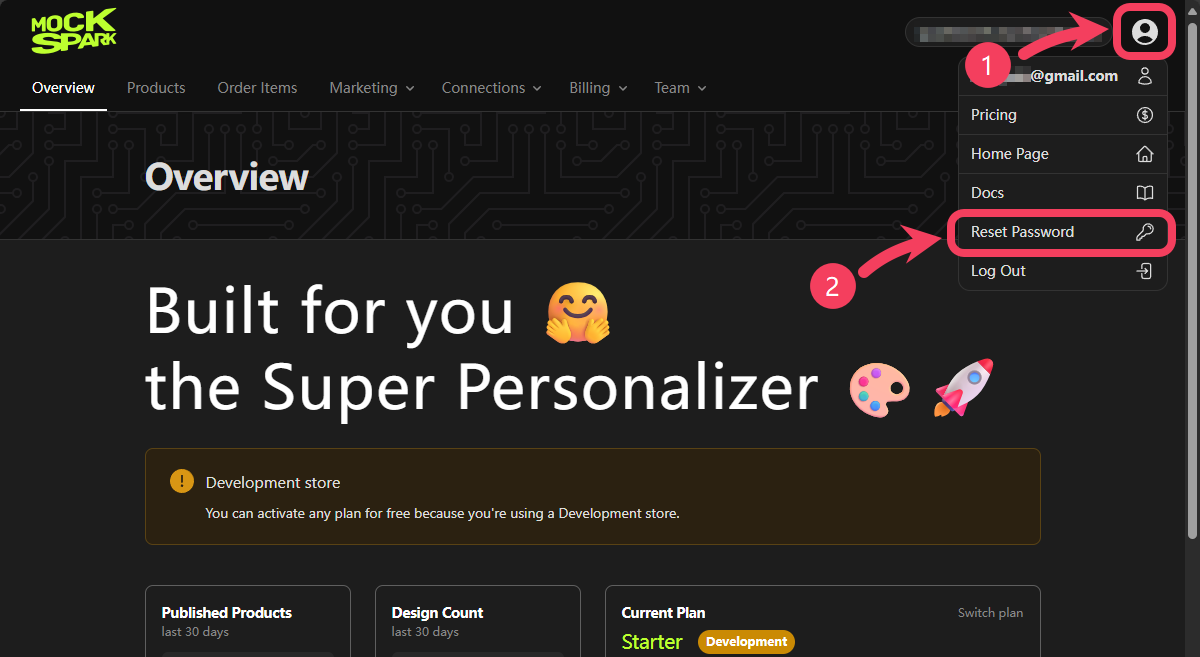 MOCK
SPARK
1
@gmail.com
Overview
Products
Order Items
Marketing
Connections
Billing
Team
Pricing
Home Page
Docs
Reset Password
Log Out
2
Overview
Built for you
the Super Personalizer
!
Development store
You can activate any plan for free because you're using a Development store.
Published Products
last 30 days
Design Count
last 30 days
Current Plan
Switch plan
Starter
Development